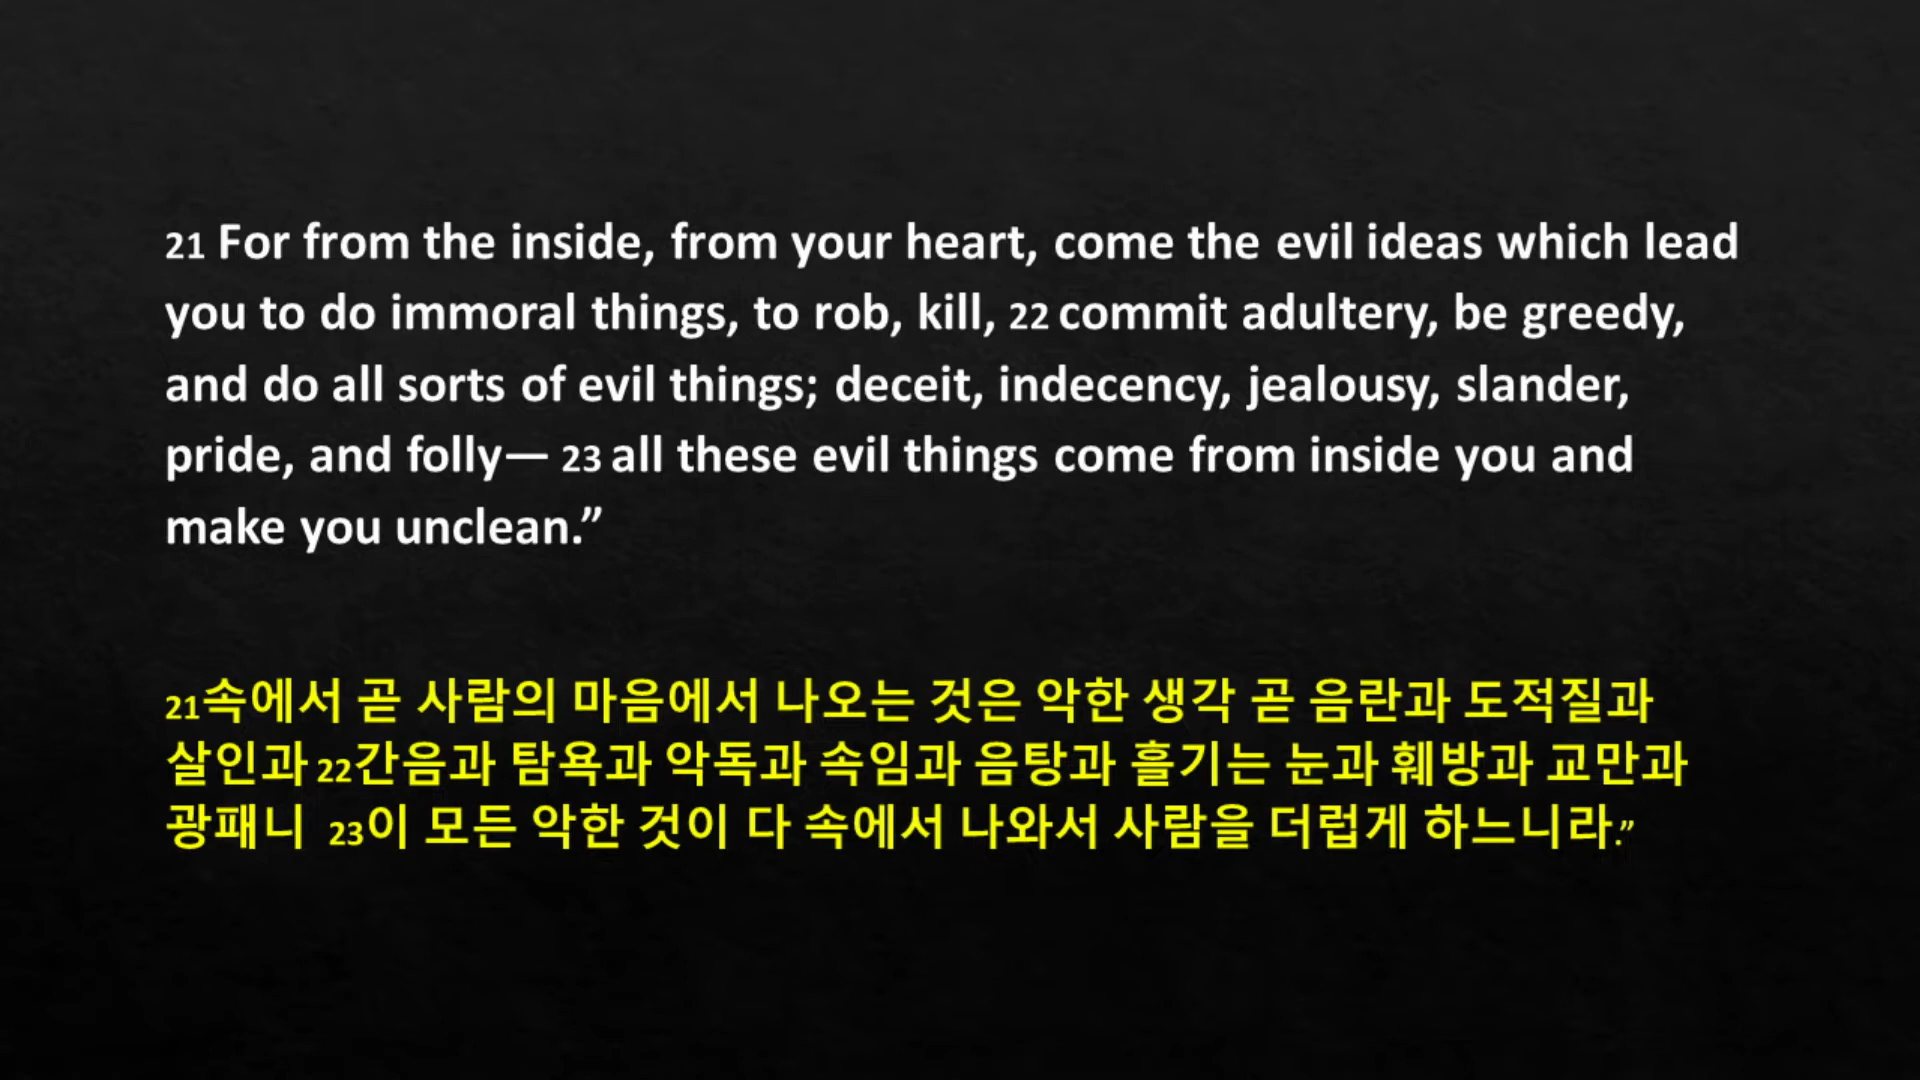 21 For from the inside, from your heart, come the evil ideas which lead
you to do immoral things, to rob, kill, 22 commit adultery, be greedy,
and do all sorts of evil things; deceit, indecency, jealousy, slander,
pride, and folly— 23 all these evil things come from inside you and
make you unclean.”
21속에서 곧 사람의 마음에서 나오는 것은 악한 생각 곧 음란과 도적질과
살인과 22간음과 탐욕과 악독과 속임과 음탕과 흘기는 눈과 훼방과 교만과
광패니 23이 모든 악한 것이 다 속에서 나와서 사람을 더럽게 하느니라.”